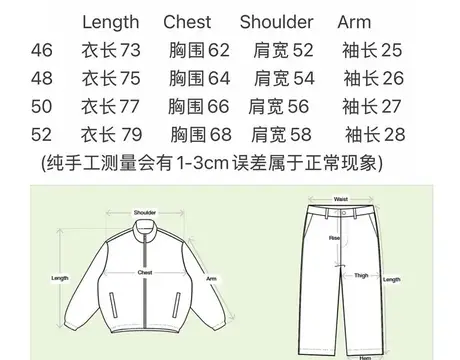 Length Chest Shoulder Arm
46 衣长73 胸围62 肩宽52 袖长25
48 衣长75 胸围64 肩宽54 袖长26
50 衣长77 胸围66 肩宽56 袖长27
52 衣长79 胸围68 肩宽58 袖长28
(纯手工测量会有1-3cm误差属于正常现象)
Shoulder
Length
Chest
Arm
Waist
Rise
Thigh
Length
Hem